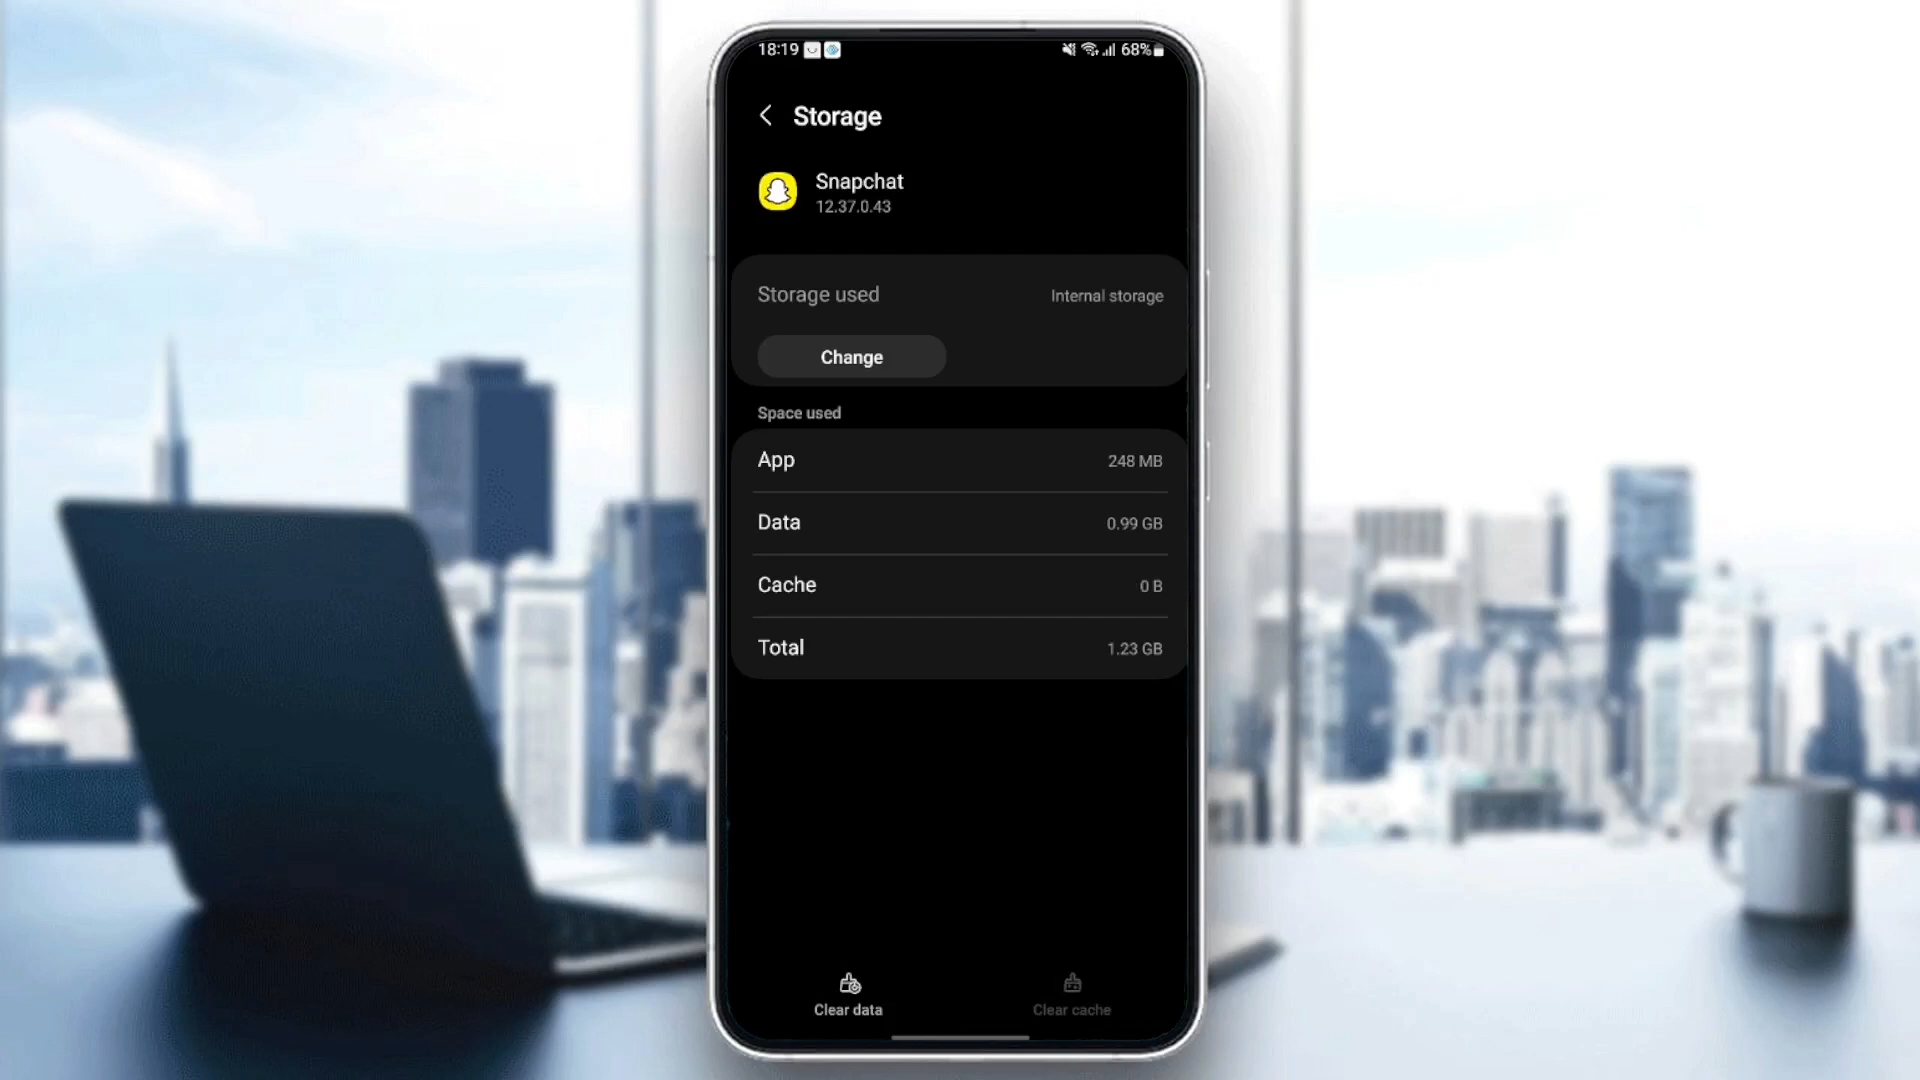 18:19 68%
Storage
Snapchat
12.37.0.43
Storage used Internal storage
Change
Space used
App 248 MB
Data 0.99 GB
Cache 0 B
Total 1.23 GB
Clear data Clear cache